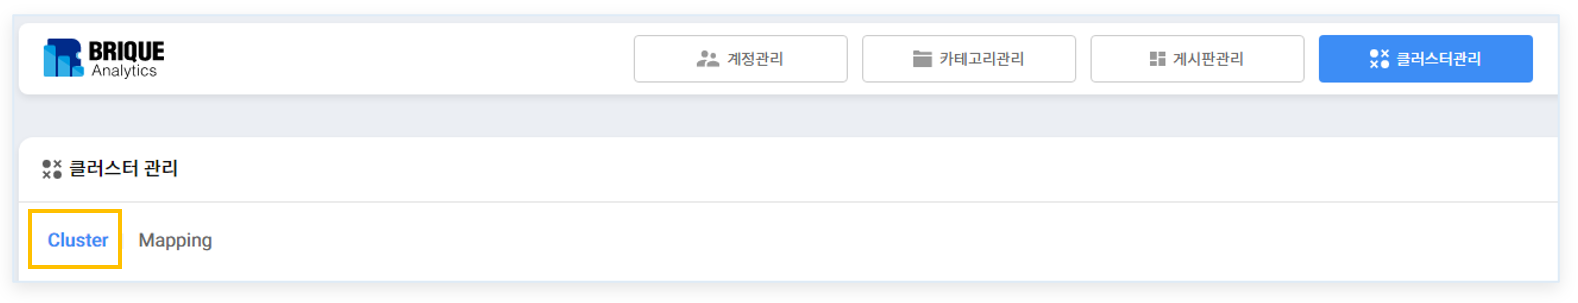 BRIQUE
Analytics
계정관리
카테고리관리
게시판관리
클러스터관리
클러스터 관리
Cluster
Mapping